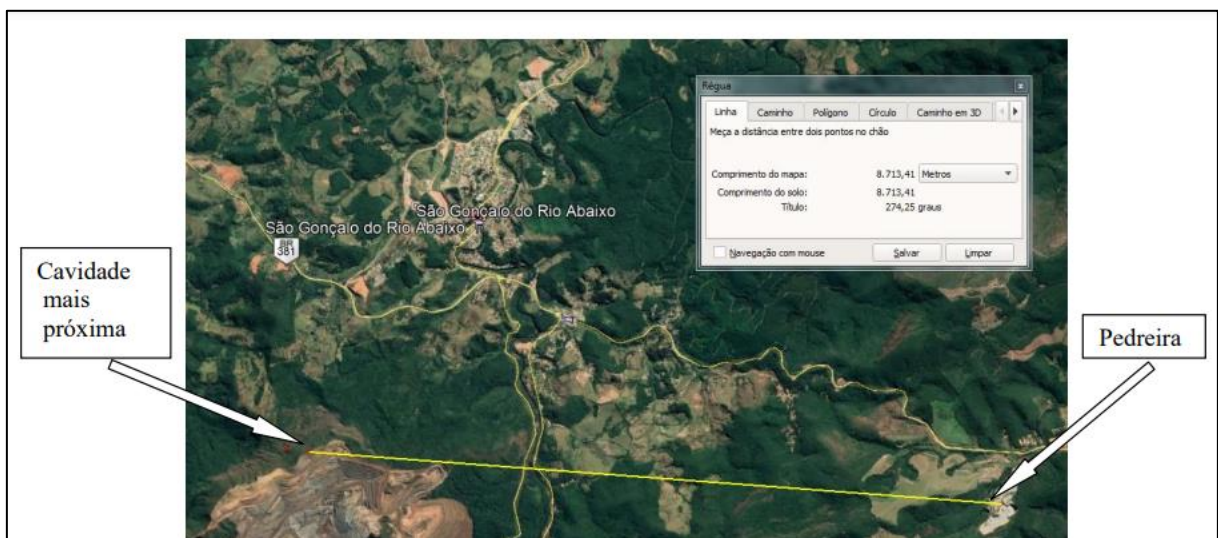 Régua
Linha Caminho Polígono Círculo Caminho em 3D
Meça a distância entre dois pontos no chão
Comprimento do mapa: 8.713,41 Metros
Comprimento do solo: 8.713,41
Título: 274,25 graus
Navegação com mouse Salvar Limpar
São Gonçalo do Rio Abaixo
São Gonçalo do Rio Abaixo
BR
381
Cavidade
mais
próxima
Pedreira